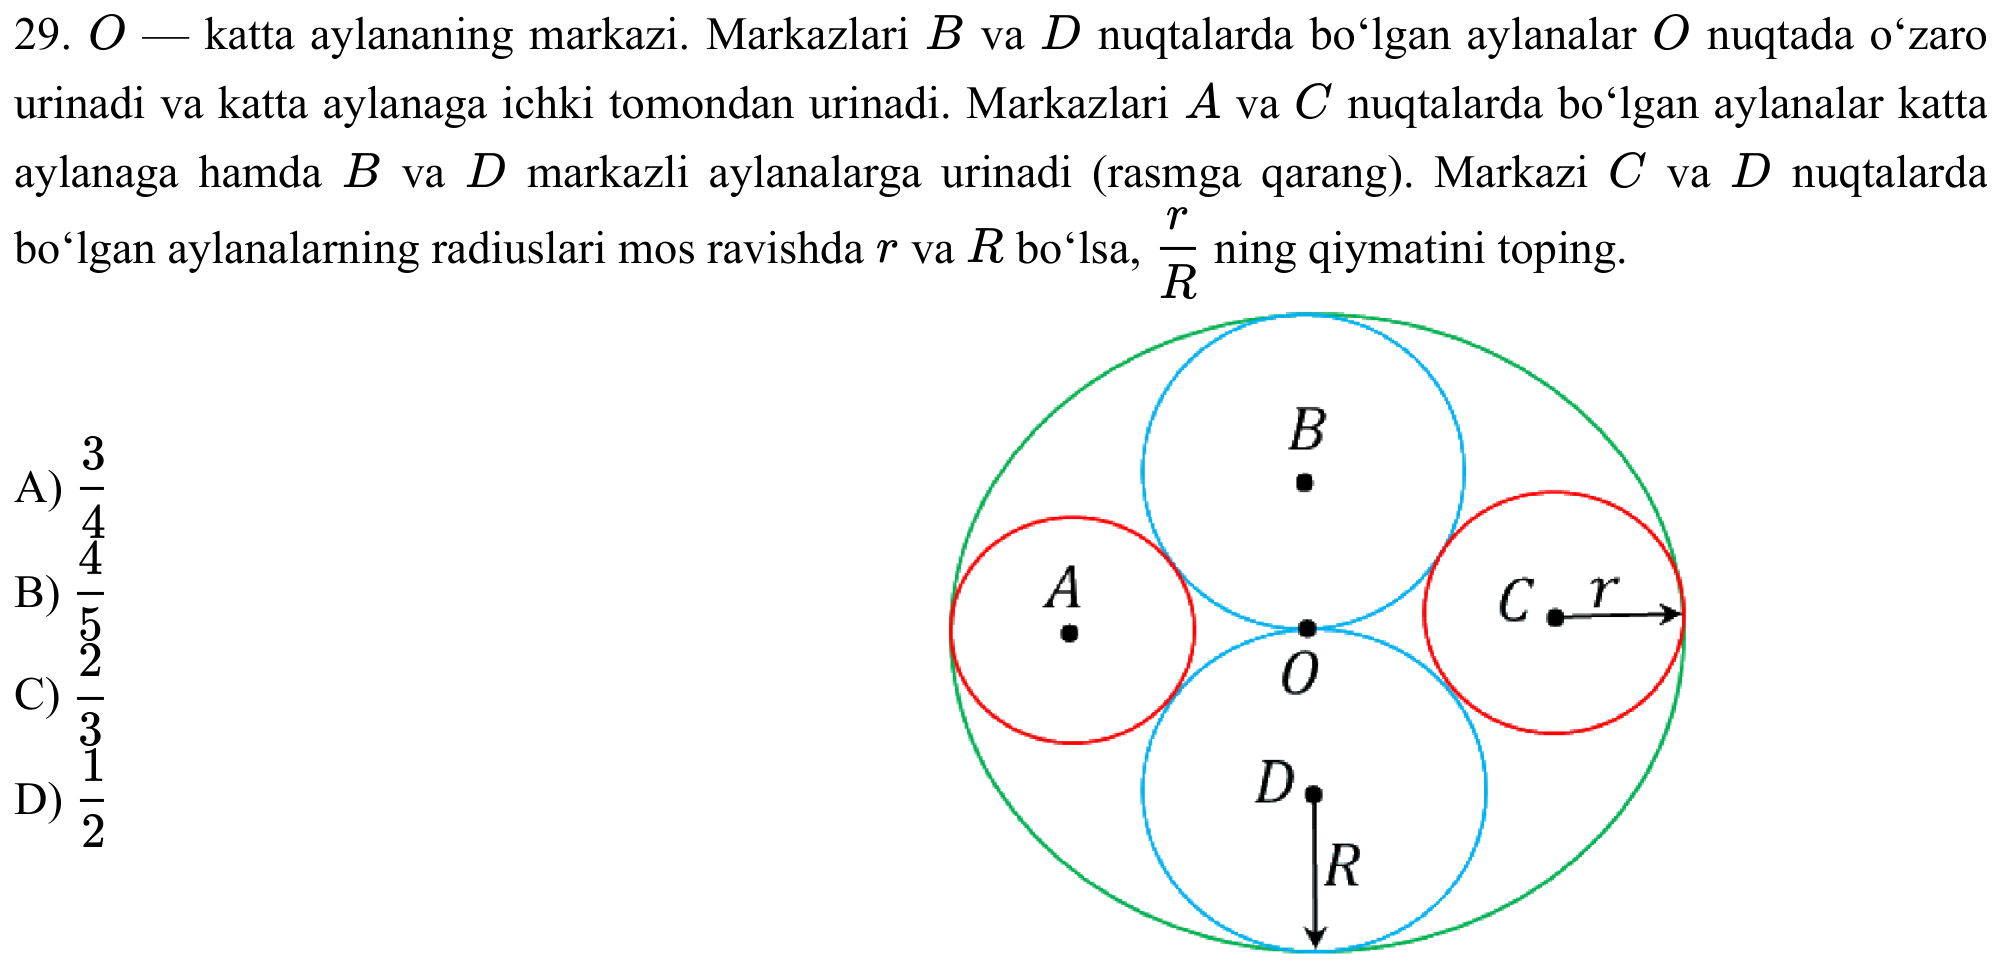 29. O — katta aylananing markazi. Markazlari B va D nuqtalarda bo‘lgan aylanalar O nuqtada o‘zaro
urinadi va katta aylanaga ichki tomondan urinadi. Markazlari A va C nuqtalarda bo‘lgan aylanalar katta
aylanaga hamda B va D markazli aylanalarga urinadi (rasmga qarang). Markazi C va D nuqtalarda
bo‘lgan aylanalarning radiuslari mos ravishda r va R bo‘lsa, r/R ning qiymatini toping.
B
A
C r
O
D
R
A) 3/4
B) 4/5
C) 2/3
D) 1/2